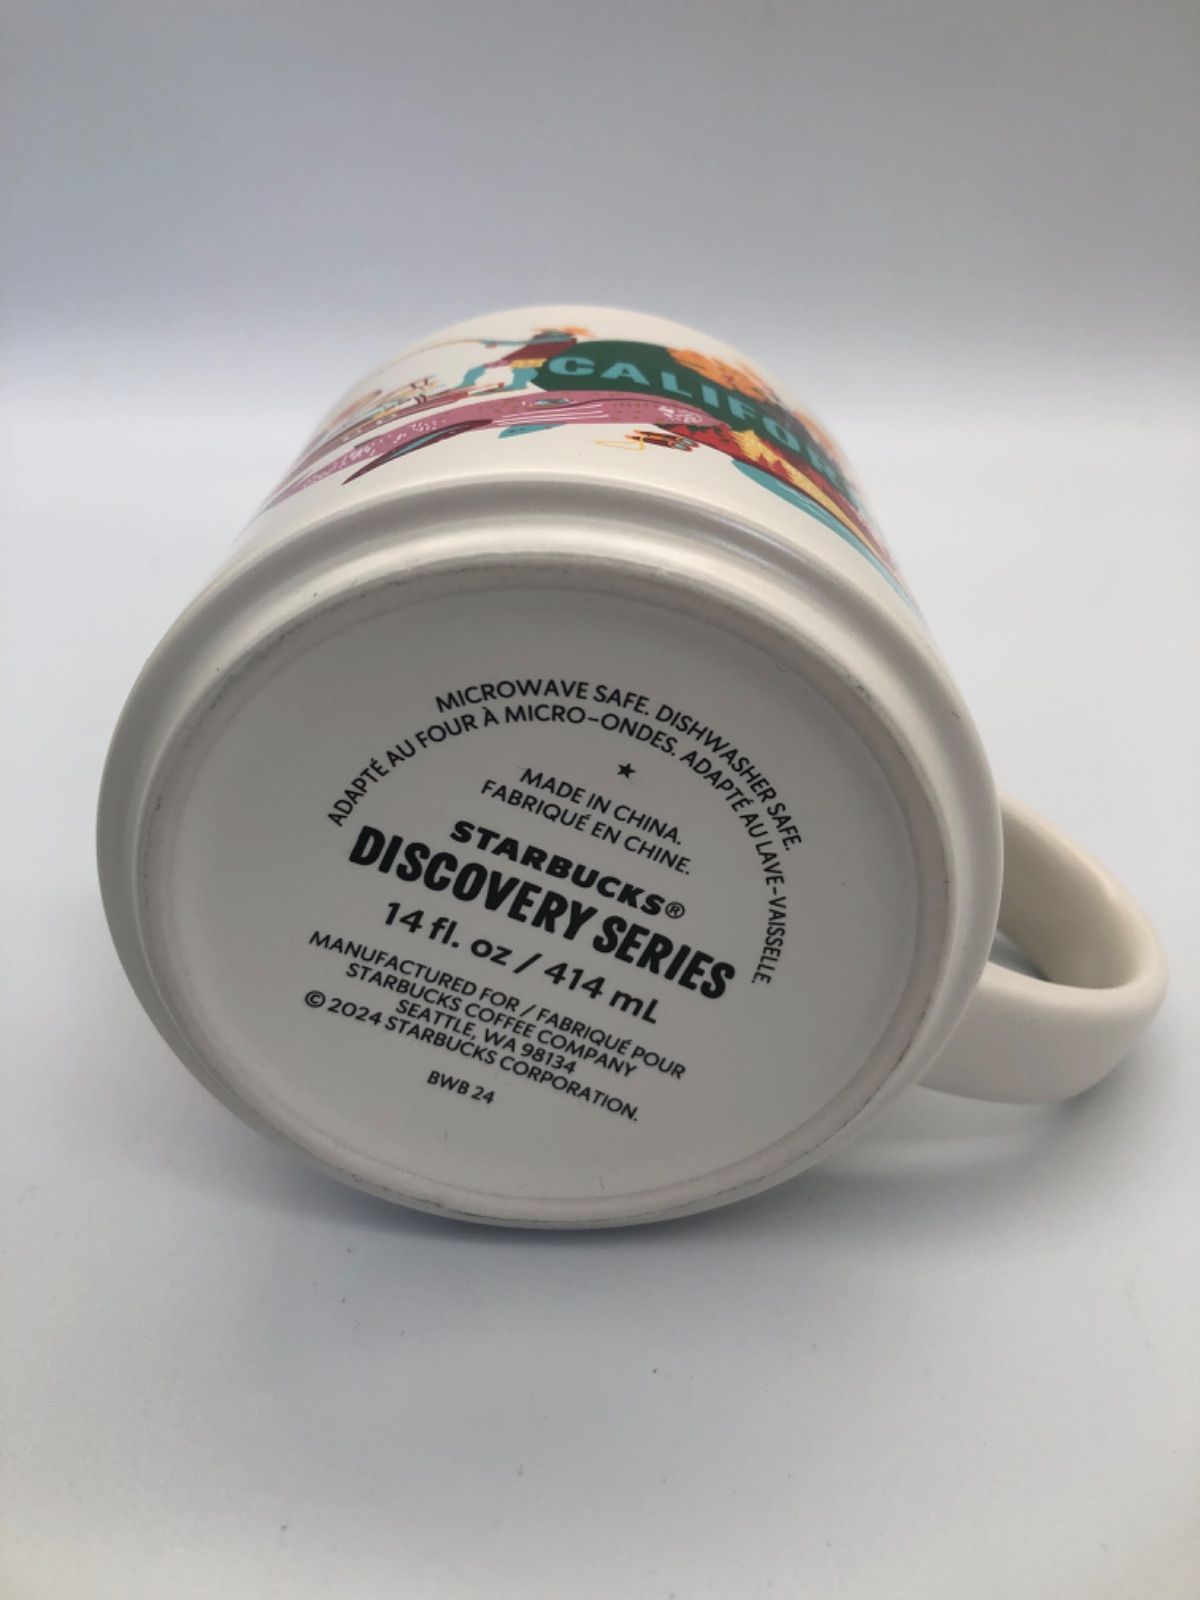 CALIFOR
MICROWAVE SAFE. DISHWASHER SAFE.
ADAPTÉ AU FOUR À MICRO-ONDES. ADAPTÉ AU LAVE-VAISSELLE.
MADE IN CHINA.
FABRIQUÉ EN CHINE.
STARBUCKS®
DISCOVERY SERIES
14 fl. oz / 414 mL
MANUFACTURED FOR / FABRIQUÉ POUR
STARBUCKS COFFEE COMPANY
SEATTLE, WA 98134
© 2024 STARBUCKS CORPORATION.
BWB 24